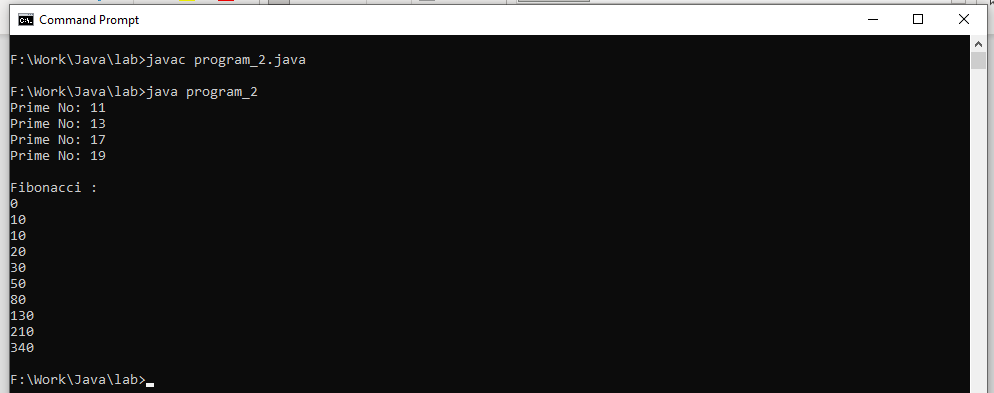 Command Prompt
F:\Work\Java\lab>javac program_2.java
F:\Work\Java\lab>java program_2
Prime No: 11
Prime No: 13
Prime No: 17
Prime No: 19
Fibonacci :
0
10
10
20
30
50
80
130
210
340
F:\Work\Java\lab>